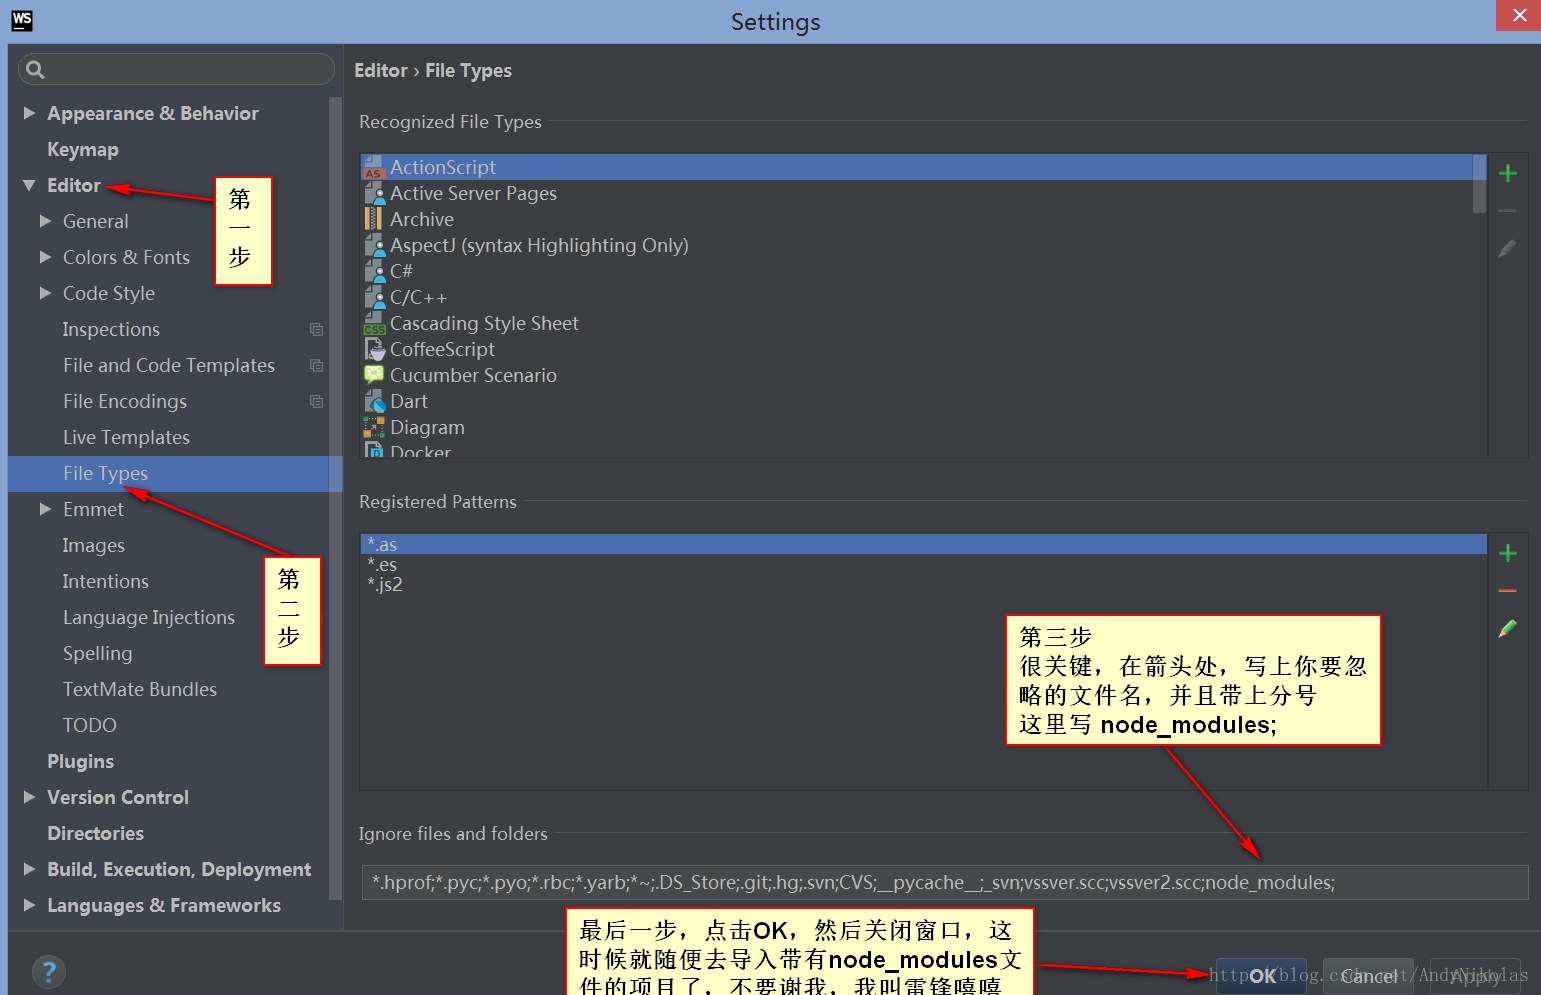 WS
Settings
Appearance & Behavior
Keymap
Editor
General
Colors & Fonts
Code Style
Inspections
File and Code Templates
File Encodings
Live Templates
File Types
Emmet
Images
Intentions
Language Injections
Spelling
TextMate Bundles
TODO
Plugins
Version Control
Directories
Build, Execution, Deployment
Languages & Frameworks
?
第
一
步
第
二
步
Editor › File Types
Recognized File Types
AS ActionScript
Active Server Pages
Archive
AspectJ (syntax Highlighting Only)
C#
C/C++
CSS Cascading Style Sheet
CoffeeScript
Cucumber Scenario
Dart
Diagram
Docker
Registered Patterns
*.as
*.es
*.js2
第三步
很关键，在箭头处，写上你要忽
略的文件名，并且带上分号
这里写 node_modules;
Ignore files and folders
*.hprof;*.pyc;*.pyo;*.rbc;*.yarb;*~;.DS_Store;.git;.hg;.svn;CVS;__pycache__;_svn;vssver.scc;vssver2.scc;node_modules;
最后一步，点击OK，然后关闭窗口，这
时候就随便去导入带有node_modules文
件的项目了，不要谢我，我叫雷锋嘻嘻
OK
Cancel
Apply
http://blog.csdn.net/AndyNikolas